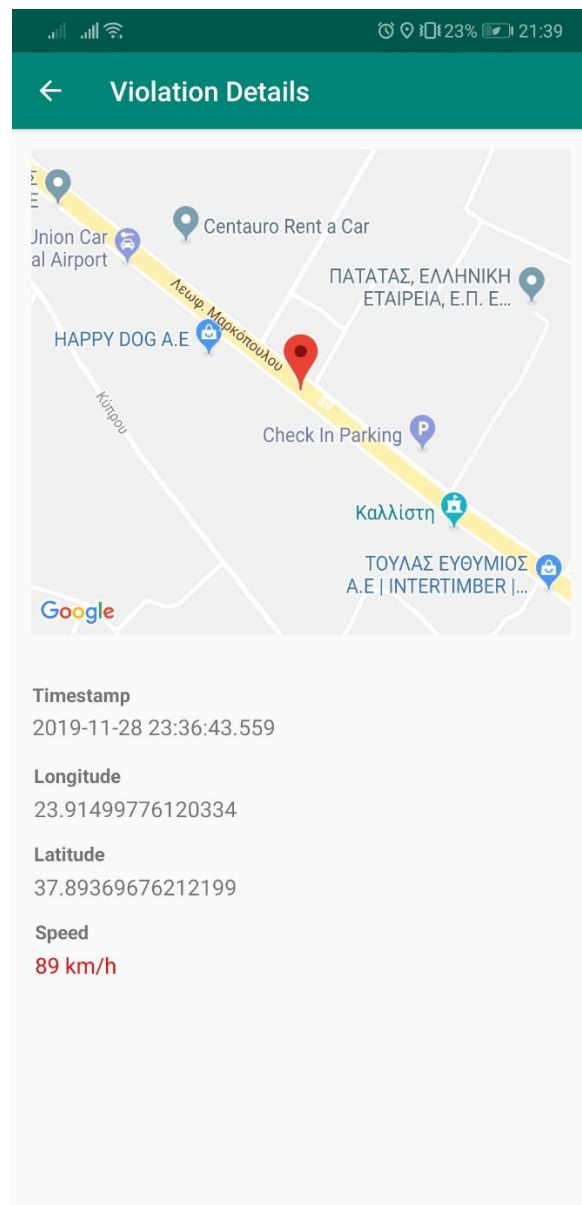 23% 21:39
Violation Details
Centauro Rent a Car
Union Car
al Airport
Λεωφ. Μαρκόπουλου
ΠΑΤΑΤΑΣ, ΕΛΛΗΝΙΚΗ
ΕΤΑΙΡΕΙΑ, Ε.Π. Ε...
HAPPY DOG Α.Ε
89
Κύπρου
Check In Parking
P
Καλλίστη
ΤΟΥΛΑΣ ΕΥΘΥΜΙΟΣ
Α.Ε | INTERTIMBER |...
Google
Timestamp
2019-11-28 23:36:43.559
Longitude
23.91499776120334
Latitude
37.89369676212199
Speed
89 km/h